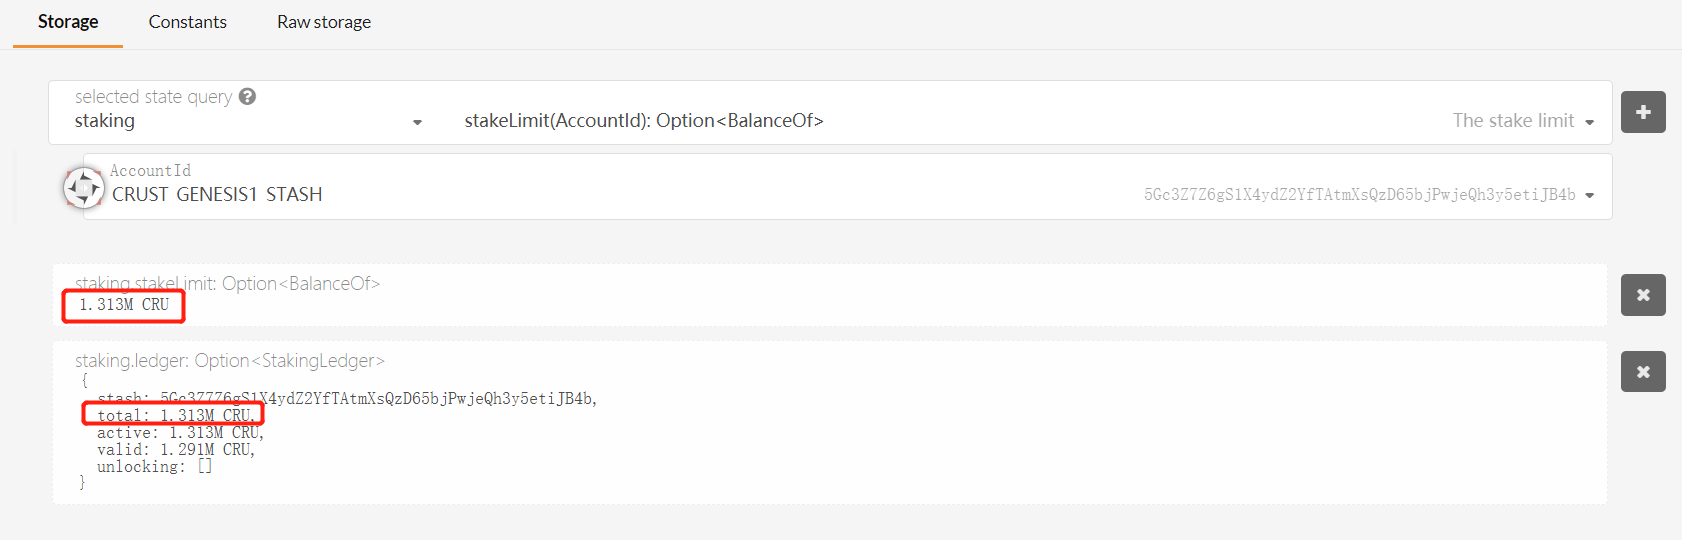 Storage Constants Raw storage
selected state query ?
staking stakeLimit(AccountId): Option<BalanceOf> The stake limit
AccountId
CRUST GENESIS1 STASH 5Gc3Z7Z6gS1X4ydZ2YfTAtmXsQzD65bjPwjeQh3y5etiJB4b
staking.stakeLimit: Option<BalanceOf>
1.313M CRU
staking.ledger: Option<StakingLedger>
{
stash: 5Gc3Z7Z6gS1X4ydZ2YfTAtmXsQzD65bjPwjeQh3y5etiJB4b,
total: 1.313M CRU,
active: 1.313M CRU,
valid: 1.291M CRU,
unlocking: []
}